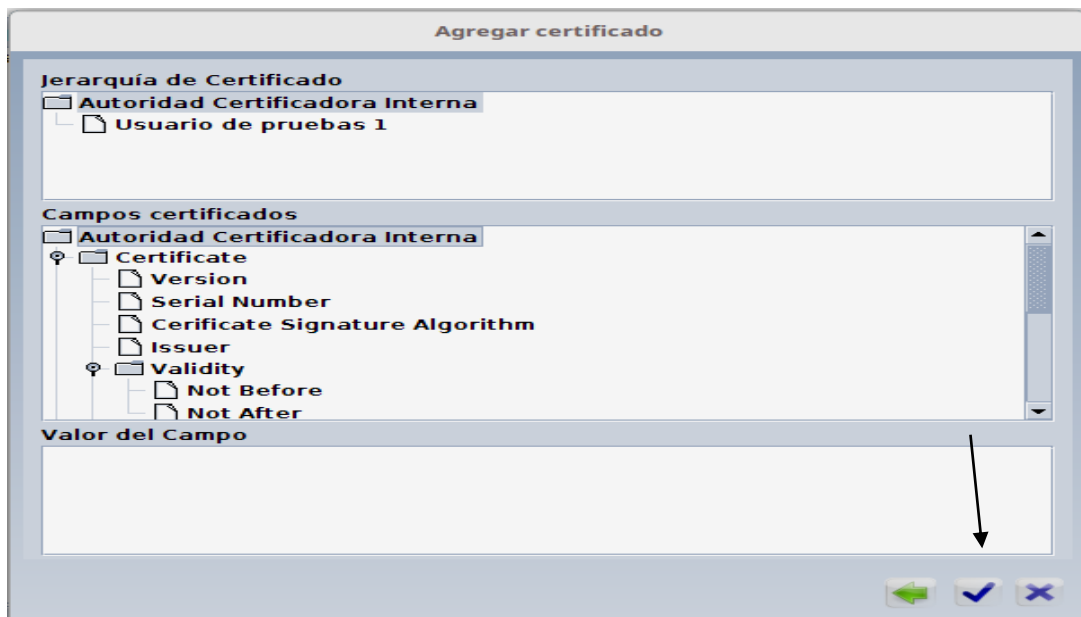 Agregar certificado
Jerarquía de Certificado
Autoridad Certificadora Interna
Usuario de pruebas 1
Campos certificados
Autoridad Certificadora Interna
Certificate
Version
Serial Number
Cerificate Signature Algorithm
Issuer
Validity
Not Before
Not After
Valor del Campo